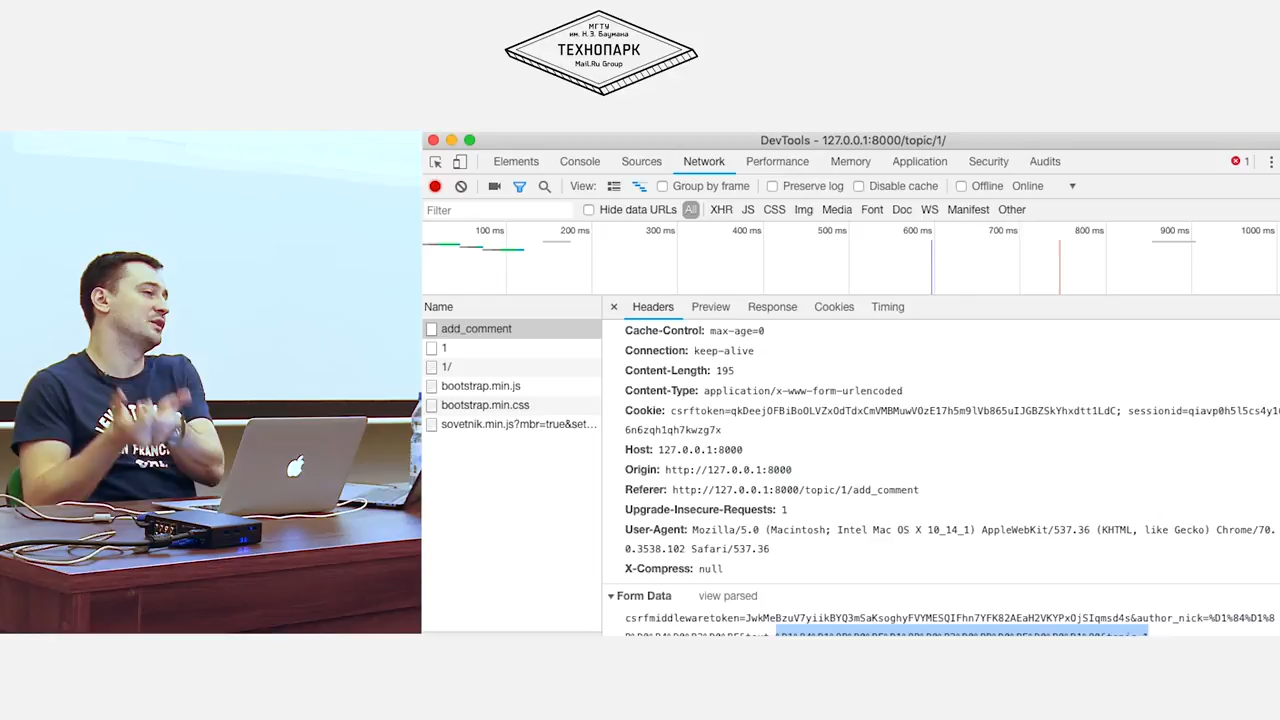 МГТУ
им. Н.Э. Баумана
ТЕХНОПАРК
Mail.Ru Group
DevTools - 127.0.0.1:8000/topic/1/
Elements Console Sources Network Performance Memory Application Security Audits 1
View: Group by frame Preserve log Disable cache Offline Online
Filter Hide data URLs All XHR JS CSS Img Media Font Doc WS Manifest Other
100 ms 200 ms 300 ms 400 ms 500 ms 600 ms 700 ms 800 ms 900 ms 1000 ms
Name
add_comment
1
1/
bootstrap.min.js
bootstrap.min.css
sovetnik.min.js?mbr=true&set...
Headers Preview Response Cookies Timing
Cache-Control: max-age=0
Connection: keep-alive
Content-Length: 195
Content-Type: application/x-www-form-urlencoded
Cookie: csrftoken=qkDeejOFBiBoOLVZxOdTdxCmVMBMuwVOzE17h5m9lVb865uIJGBZSkYhxdtt1LdC; sessionid=qiavp0h5l5cs4y1
6n6zqh1qh7kwzg7x
Host: 127.0.0.1:8000
Origin: http://127.0.0.1:8000
Referer: http://127.0.0.1:8000/topic/1/add_comment
Upgrade-Insecure-Requests: 1
User-Agent: Mozilla/5.0 (Macintosh; Intel Mac OS X 10_14_1) AppleWebKit/537.36 (KHTML, like Gecko) Chrome/70.
0.3538.102 Safari/537.36
X-Compress: null
Form Data view parsed
csrfmiddlewaretoken=JwkMeBzuV7yiikBYQ3mSaKsoghyFVYMESQIFhn7YFK82AEaH2VKYPxOjSIqmsd4s&author_nick=%D1%84%D1%8